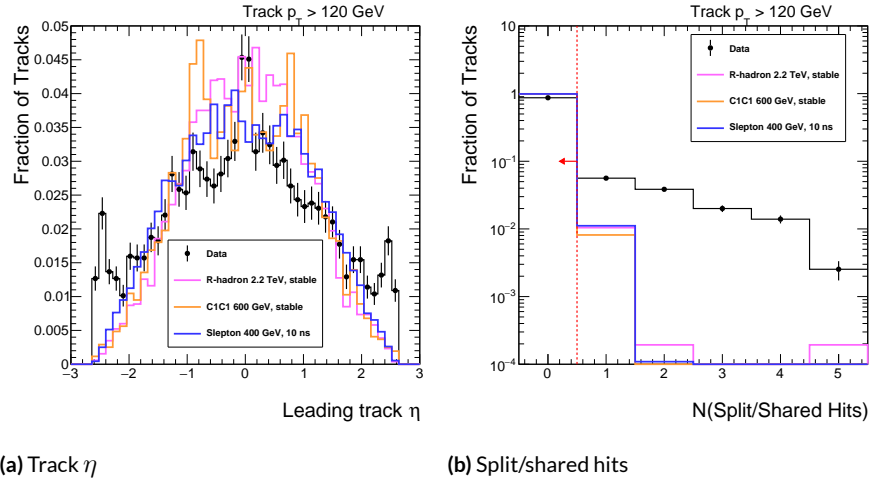 Track p_T > 120 GeV
Fraction of Tracks
0.05
0.045
0.04
0.035
0.03
0.025
0.02
0.015
0.01
0.005
0
Data
R-hadron 2.2 TeV, stable
C1C1 600 GeV, stable
Slepton 400 GeV, 10 ns
−3 −2 −1 0 1 2 3
Leading track η
(a) Track η
Track p_T > 120 GeV
Fraction of Tracks
10
1
10^−1
10^−2
10^−3
10^−4
Data
R-hadron 2.2 TeV, stable
C1C1 600 GeV, stable
Slepton 400 GeV, 10 ns
0 1 2 3 4 5
N(Split/Shared Hits)
(b) Split/shared hits